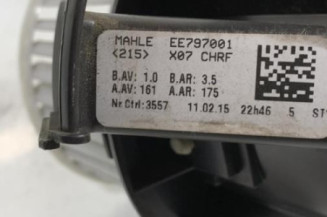 MAHLE EE797001
<215> X07 CHRF
B.AV: 1.0 B.AR: 3.5
A.AV: 161 A.AR: 175
Nr.Ctrl: 3557 11.02.15 22h46 5